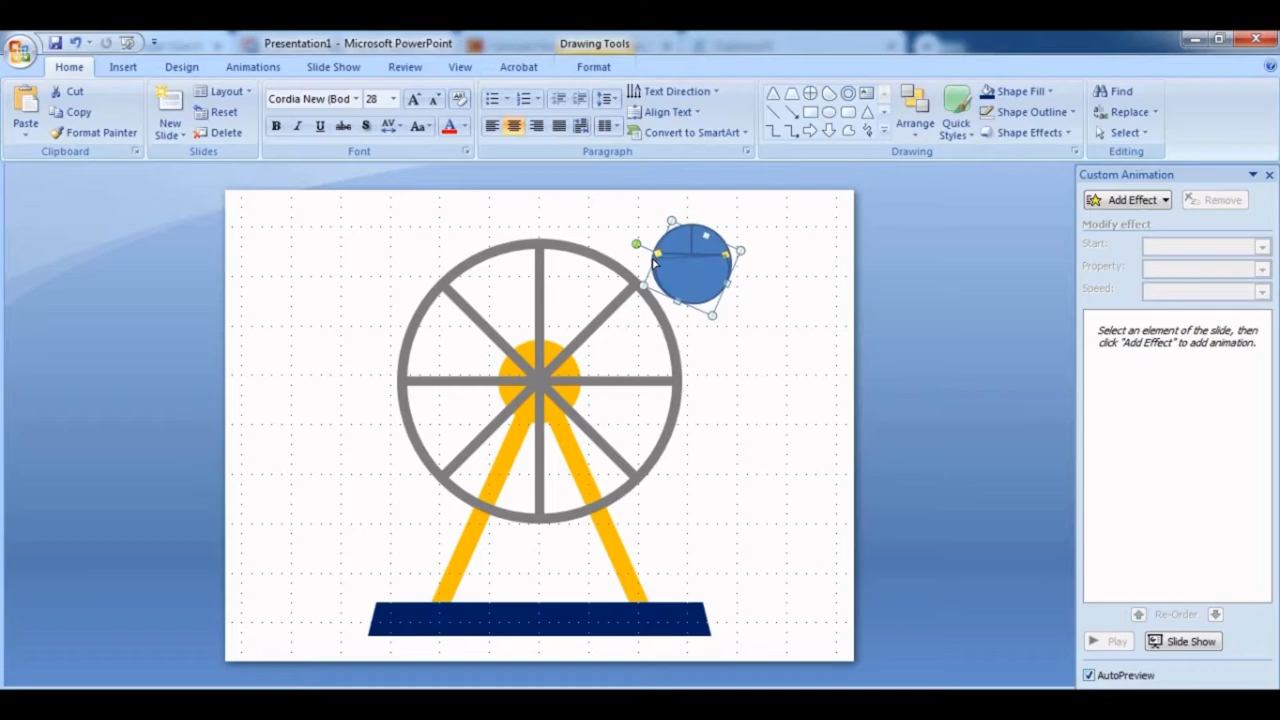 Presentation1 - Microsoft PowerPoint
Drawing Tools
Home Insert Design Animations Slide Show Review View Acrobat Format
Cut Layout Cordia New (Bod 28 Text Direction Shape Fill Find
Paste Copy New Slide Reset Align Text Arrange Quick Styles Shape Outline Replace
Format Painter Delete B I U abc S AV Aa A Convert to SmartArt Shape Effects Select
Clipboard Slides Font Paragraph Drawing Editing
Custom Animation
Add Effect Remove
Modify effect
Start:
Property:
Speed:
Select an element of the slide, then
click "Add Effect" to add animation.
Re-Order
Play Slide Show
AutoPreview